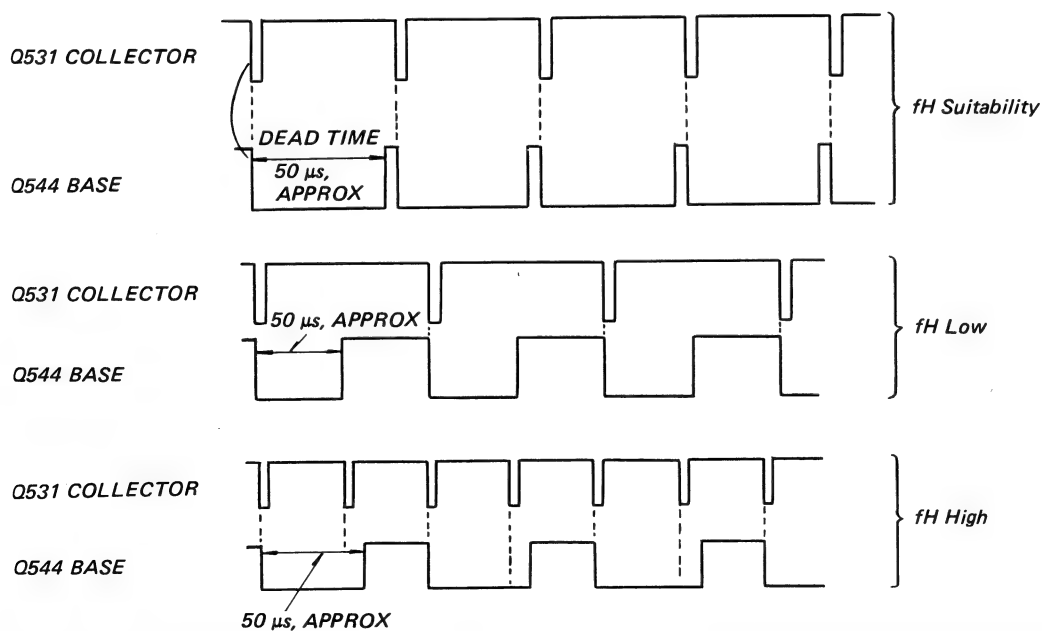 Q531 COLLECTOR
DEAD TIME
50 μs,
APPROX
Q544 BASE
fH Suitability
Q531 COLLECTOR
50 μs, APPROX
Q544 BASE
fH Low
Q531 COLLECTOR
Q544 BASE
50 μs, APPROX
fH High